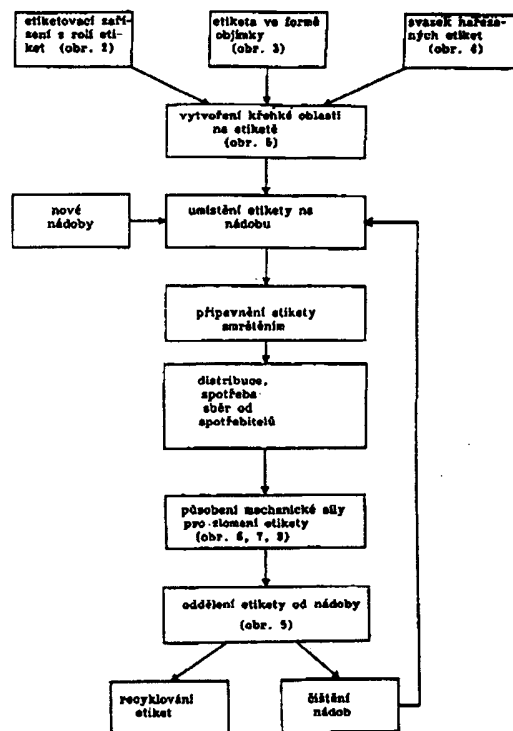 etiketovací zaří-
zení s rolí eti-
ket (obr. 2)
etiketa ve formě
objímky
(obr. 3)
svazek nařeza-
ných etiket
(obr. 4)
vytvoření křehké oblasti
na etiketě
(obr. 5)
nové
nádoby
umístění etikety na
nádobu
připevnění etikety
smrštěním
distribuce,
spotřeba
sběr od
spotřebitelů
působení mechanické síly
pro zlomení etikety
(obr. 6, 7, 8)
oddělení etikety od nádoby
(obr. 9)
recyklování
etiket
čištění
nádob